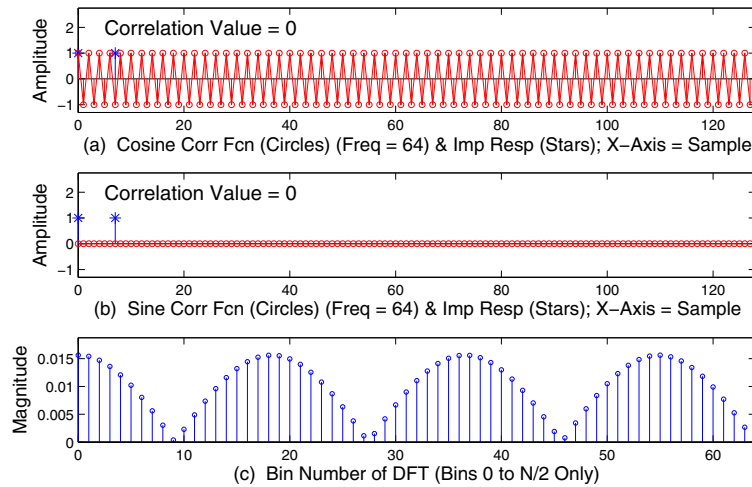 Correlation Value = 0
Amplitude
2
1
0
−1
0 20 40 60 80 100 120
(a) Cosine Corr Fcn (Circles) (Freq = 64) & Imp Resp (Stars); X−Axis = Sample
Correlation Value = 0
Amplitude
2
1
0
−1
0 20 40 60 80 100 120
(b) Sine Corr Fcn (Circles) (Freq = 64) & Imp Resp (Stars); X−Axis = Sample
Magnitude
0.015
0.01
0.005
0
0 10 20 30 40 50 60
(c) Bin Number of DFT (Bins 0 to N/2 Only)